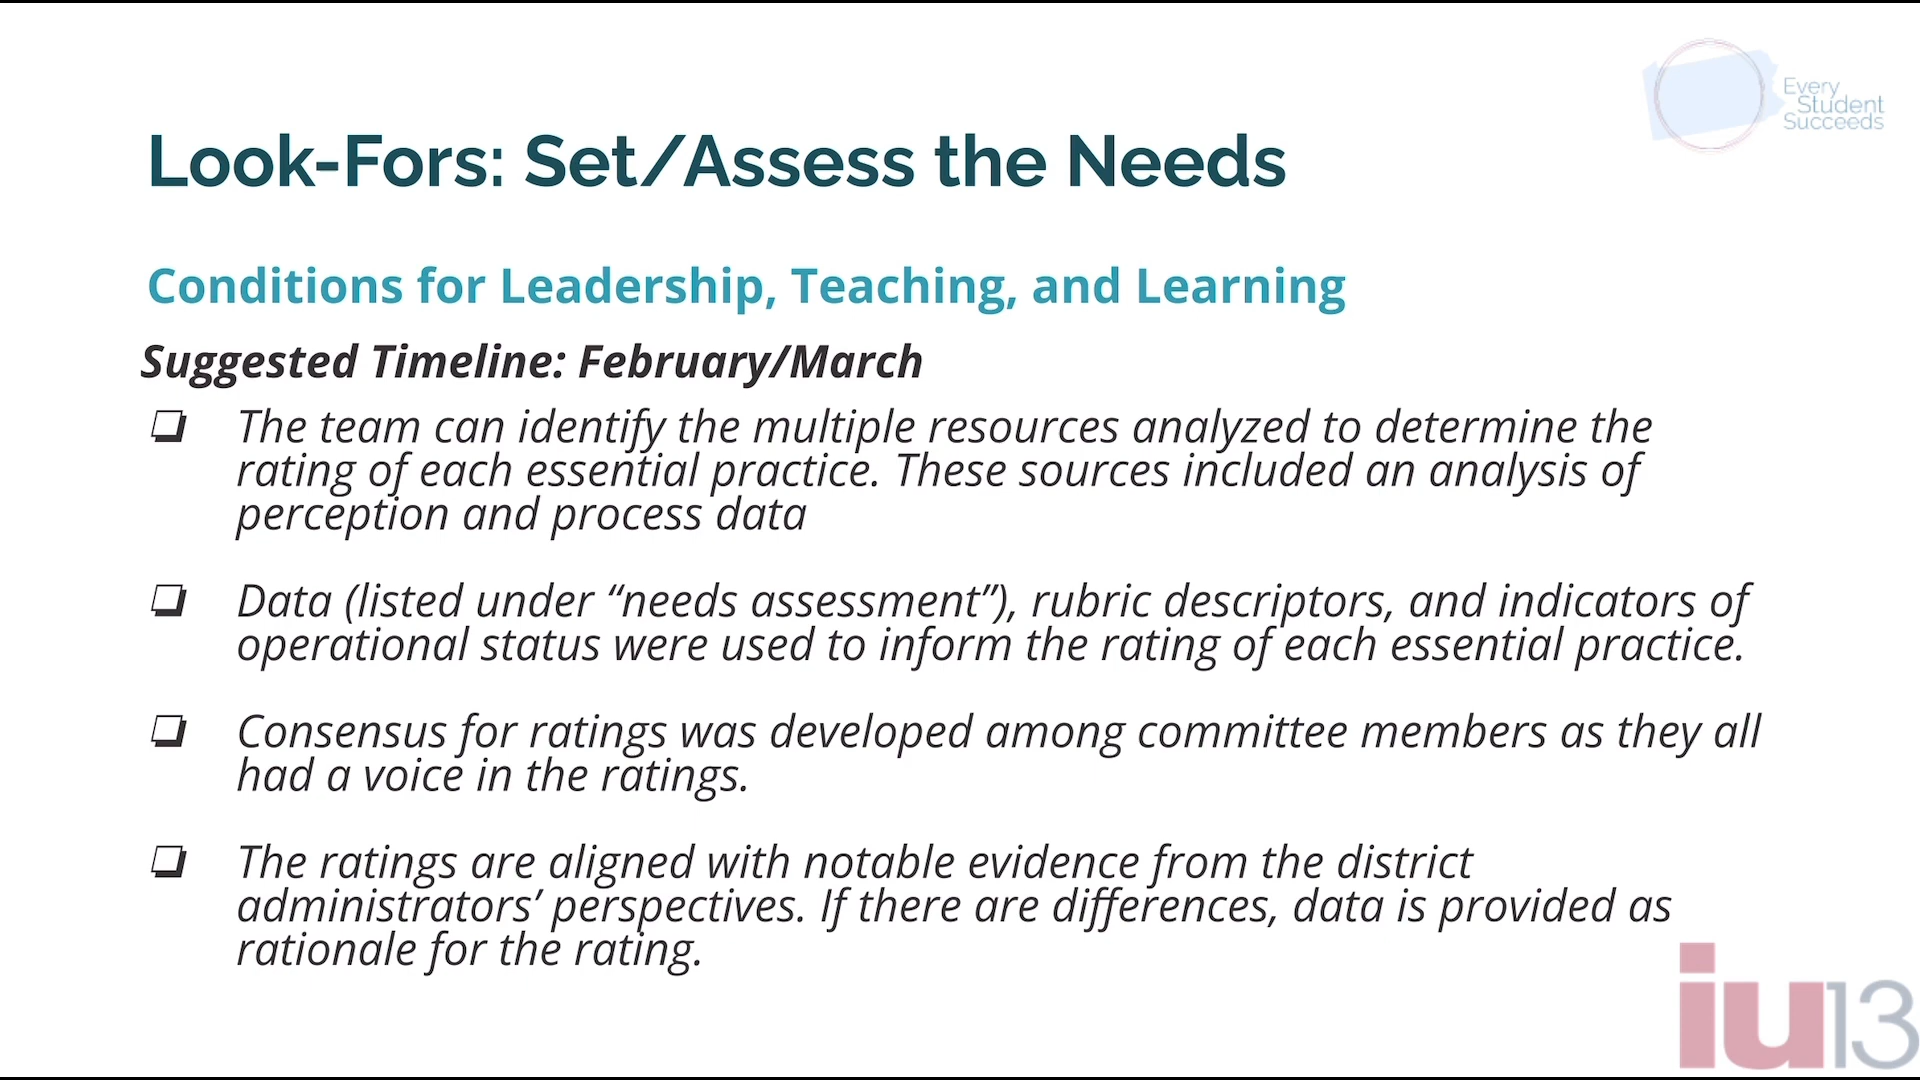 Every
Student
Succeeds
Look-Fors: Set/Assess the Needs
Conditions for Leadership, Teaching, and Learning
Suggested Timeline: February/March
❏ The team can identify the multiple resources analyzed to determine the
rating of each essential practice. These sources included an analysis of
perception and process data
❏ Data (listed under “needs assessment”), rubric descriptors, and indicators of
operational status were used to inform the rating of each essential practice.
❏ Consensus for ratings was developed among committee members as they all
had a voice in the ratings.
❏ The ratings are aligned with notable evidence from the district
administrators’ perspectives. If there are differences, data is provided as
rationale for the rating.
iu13